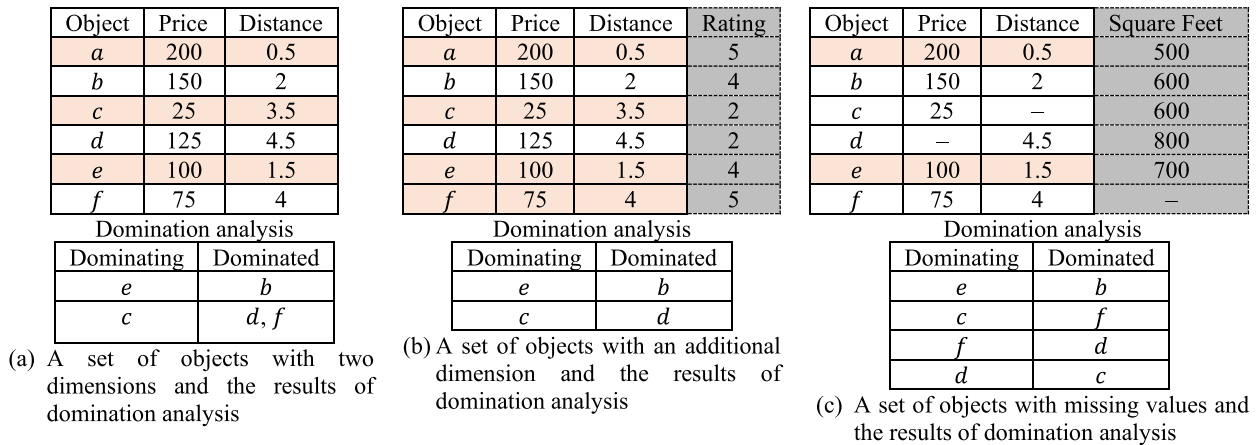 Object Price Distance
a 200 0.5
b 150 2
c 25 3.5
d 125 4.5
e 100 1.5
f 75 4
Domination analysis
Dominating Dominated
e b
c d, f
(a) A set of objects with two
dimensions and the results of
domination analysis
Object Price Distance Rating
a 200 0.5 5
b 150 2 4
c 25 3.5 2
d 125 4.5 2
e 100 1.5 4
f 75 4 5
Domination analysis
Dominating Dominated
e b
c d
(b) A set of objects with an additional
dimension and the results of
domination analysis
Object Price Distance Square Feet
a 200 0.5 500
b 150 2 600
c 25 – 600
d – 4.5 800
e 100 1.5 700
f 75 4 –
Domination analysis
Dominating Dominated
e b
c f
f d
d c
(c) A set of objects with missing values and
the results of domination analysis